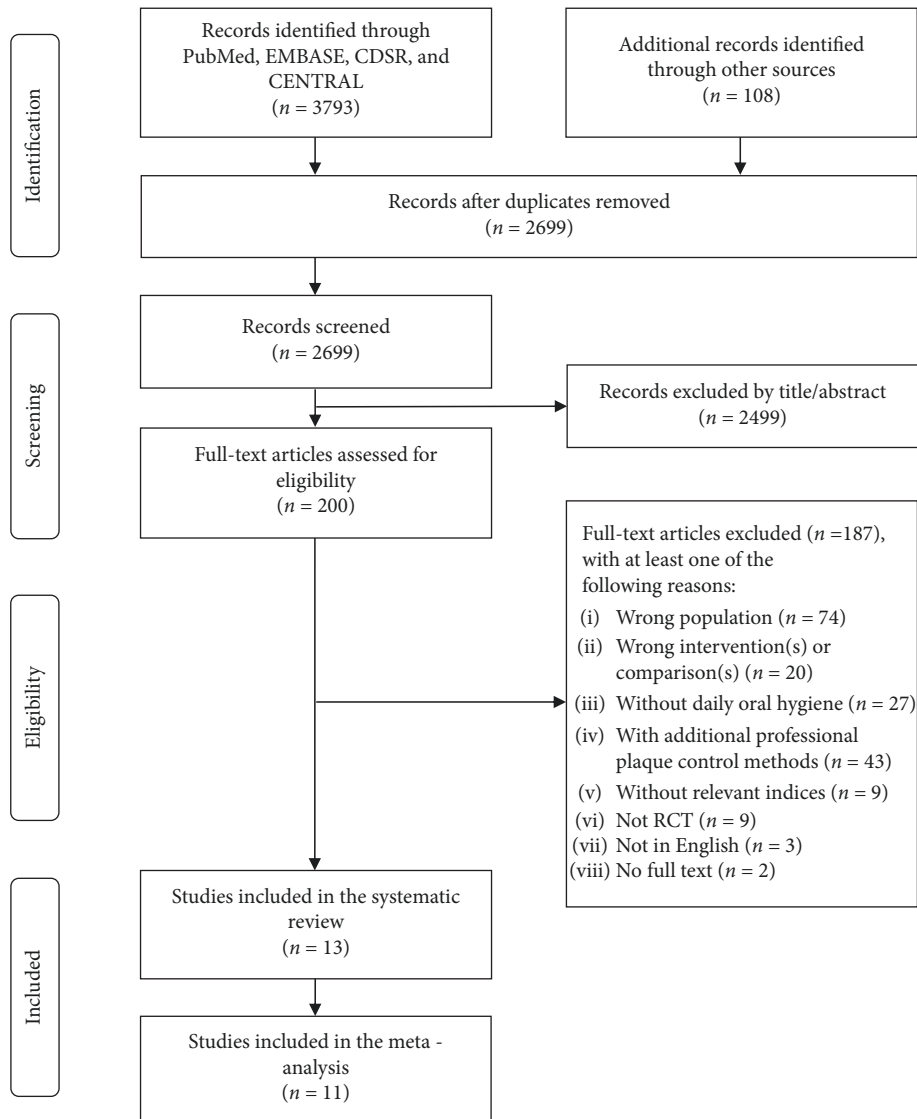 Identification
Records identified through
PubMed, EMBASE, CDSR, and
CENTRAL
(n = 3793)
Additional records identified
through other sources
(n = 108)
Records after duplicates removed
(n = 2699)
Screening
Records screened
(n = 2699)
Records excluded by title/abstract
(n = 2499)
Full-text articles assessed for
eligibility
(n = 200)
Eligibility
Full-text articles excluded (n =187),
with at least one of the
following reasons:
(i) Wrong population (n = 74)
(ii) Wrong intervention(s) or
comparison(s) (n = 20)
(iii) Without daily oral hygiene (n = 27)
(iv) With additional professional
plaque control methods (n = 43)
(v) Without relevant indices (n = 9)
(vi) Not RCT (n = 9)
(vii) Not in English (n = 3)
(viii) No full text (n = 2)
Included
Studies included in the systematic
review
(n = 13)
Studies included in the meta -
analysis
(n = 11)